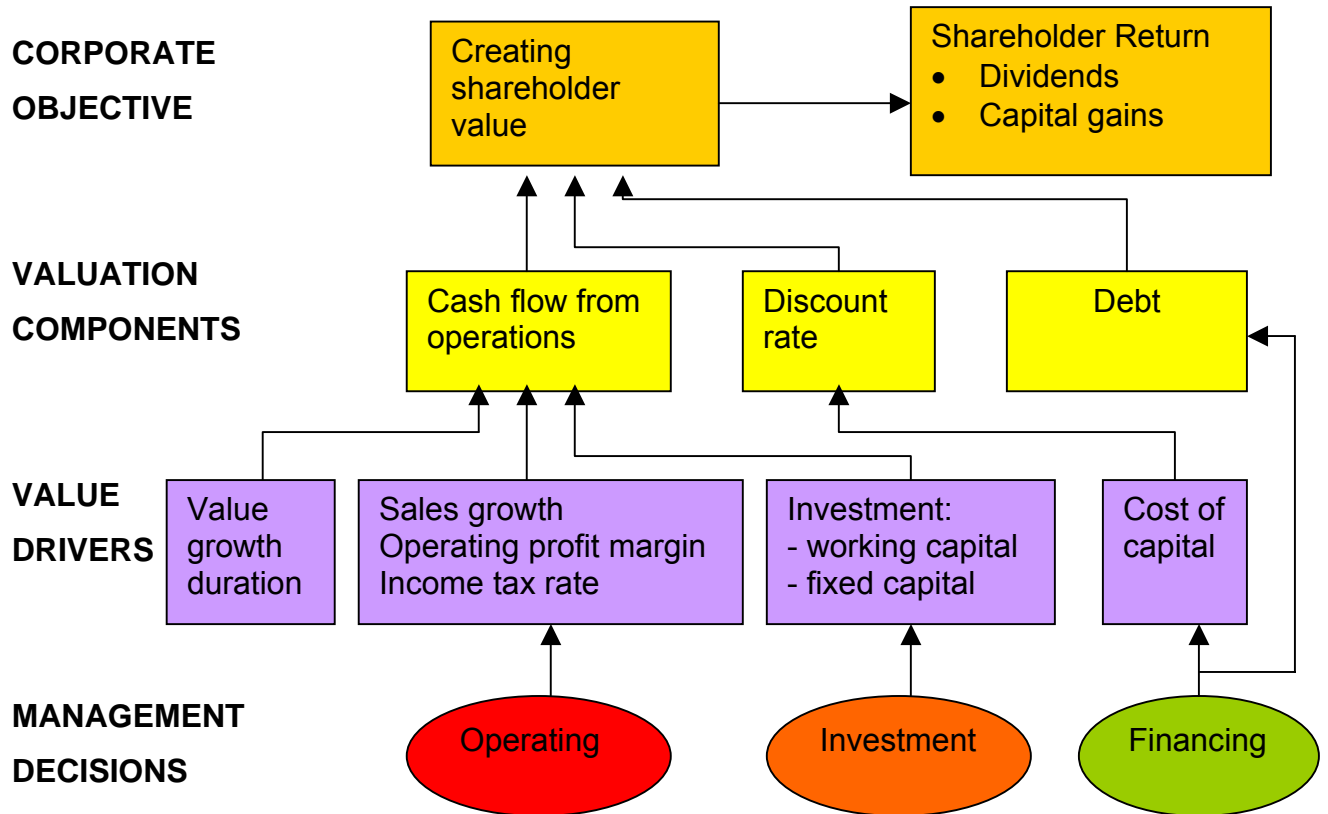 CORPORATE
OBJECTIVE
Creating
shareholder
value
Shareholder Return
• Dividends
• Capital gains
VALUATION
COMPONENTS
Cash flow from
operations
Discount
rate
Debt
VALUE
DRIVERS
Value
growth
duration
Sales growth
Operating profit margin
Income tax rate
Investment:
- working capital
- fixed capital
Cost of
capital
MANAGEMENT
DECISIONS
Operating
Investment
Financing